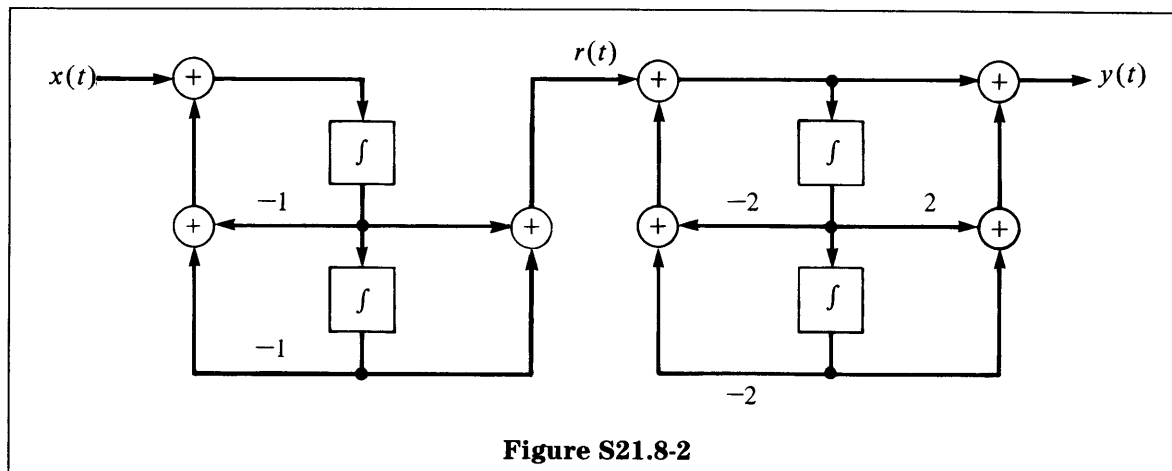 x(t) + r(t) + + y(t)
∫ ∫
+ −1 + + −2 2 +
∫ ∫
−1 −2
Figure S21.8-2